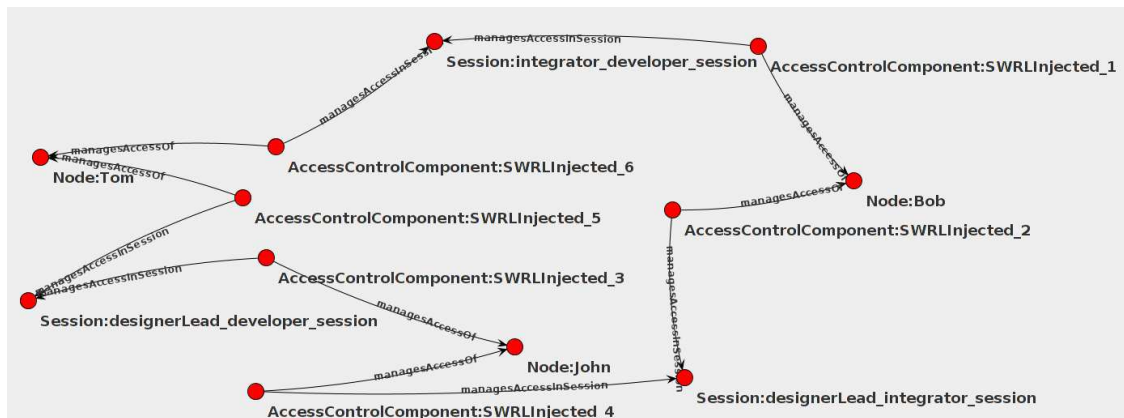 managesAccessInSession
Session:integrator_developer_session
AccessControlComponent:SWRLInjected_1
managesAccessInSessi
managesAccessOf
managesAccessOf
AccessControlComponent:SWRLInjected_6
managesAccessOf
Node:Tom
managesAccessOf
Node:Bob
AccessControlComponent:SWRLInjected_5
AccessControlComponent:SWRLInjected_2
managesAccessInSession
managesAccessInSession
AccessControlComponent:SWRLInjected_3
managesAccessInSession
Session:designerLead_developer_session
managesAccessOf
managesAccessOf
Node:John
managesAccessInSession
Session:designerLead_integrator_session
AccessControlComponent:SWRLInjected_4